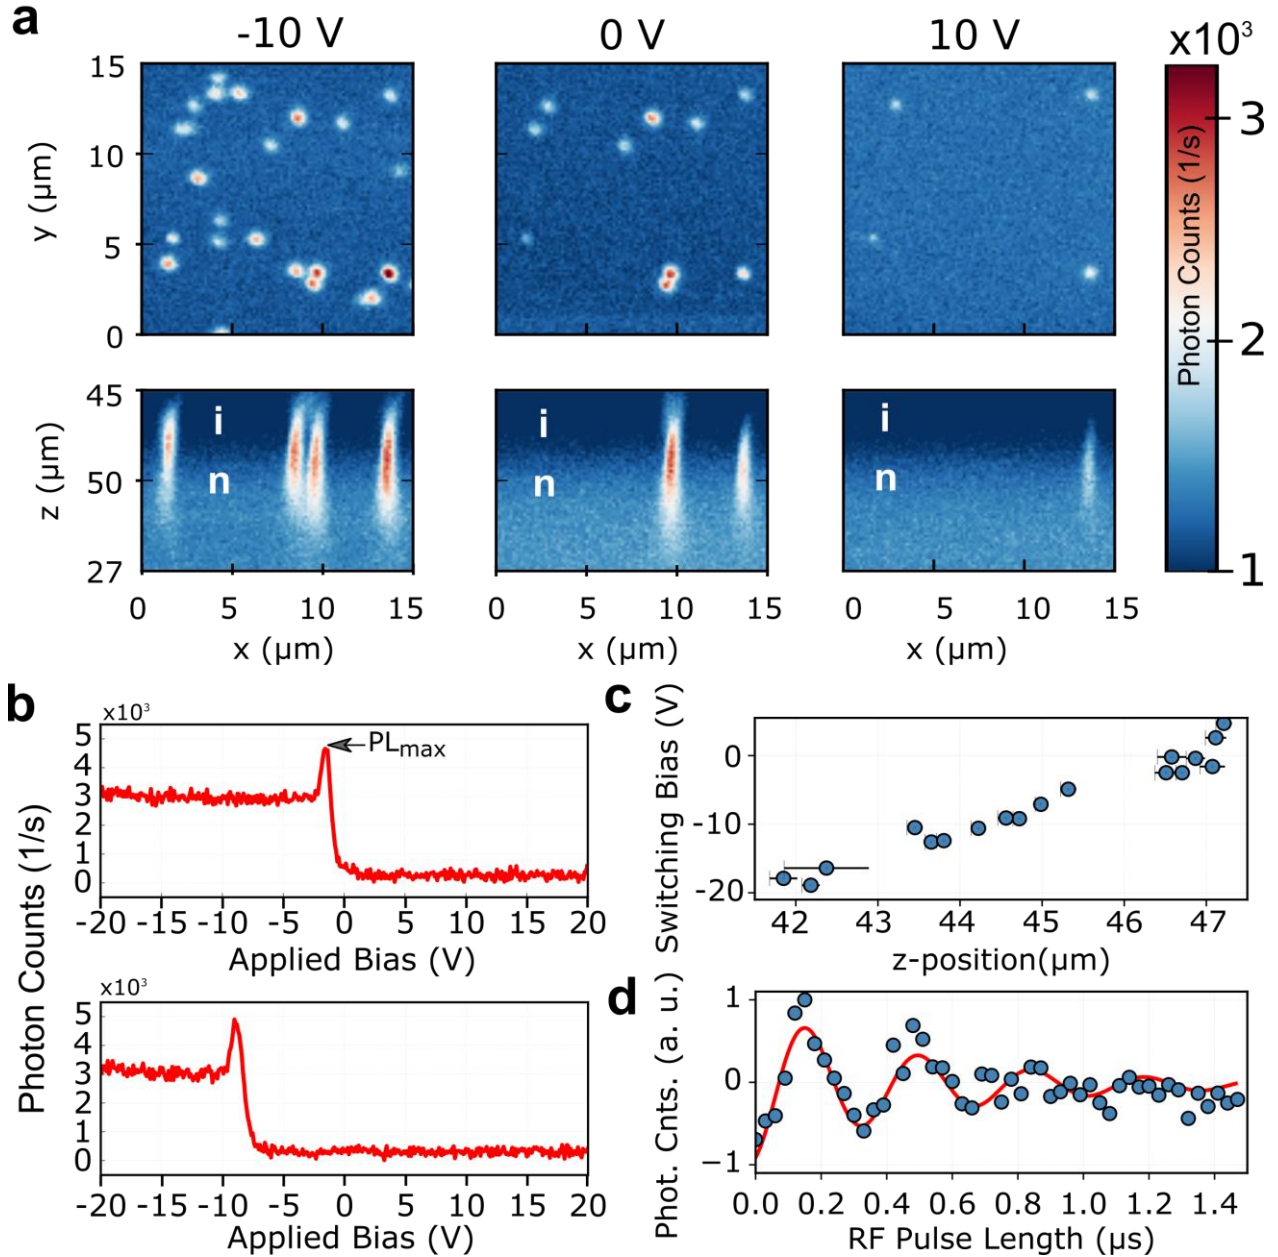 a
-10 V
0 V
10 V
x10³
15
10
5
0
y (µm)
3
2
1
Photon Counts (1/s)
45
50
27
z (µm)
i
n
i
n
i
n
0 5 10 15
0 5 10 15
0 5 10 15
x (µm)
x (µm)
x (µm)
b
x10³
PLmax
5
4
3
2
1
0
-20 -15 -10 -5 0 5 10 15 20
Applied Bias (V)
Photon Counts (1/s)
x10³
5
4
3
2
1
0
-20 -15 -10 -5 0 5 10 15 20
Applied Bias (V)
c
Switching Bias (V)
0
-10
-20
42 43 44 45 46 47
z-position(µm)
d
Phot. Cnts. (a. u.)
1
0
−1
0.0 0.2 0.4 0.6 0.8 1.0 1.2 1.4
RF Pulse Length (µs)